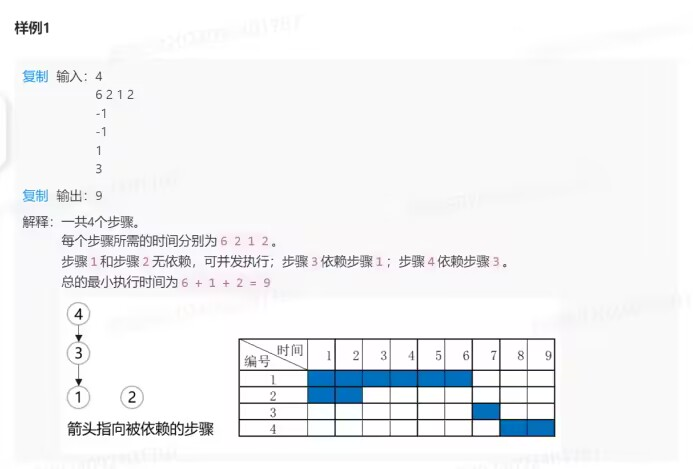 样例1
复制 输入：4
6 2 1 2
-1
-1
1
3
复制 输出：9
解释：一共4个步骤。
每个步骤所需的时间分别为 6 2 1 2 。
步骤 1 和步骤 2 无依赖，可并发执行；步骤 3 依赖步骤 1 ；步骤 4 依赖步骤 3 。
总的最小执行时间为 6 + 1 + 2 = 9
4
3
1 2
箭头指向被依赖的步骤
时间 编号 1 2 3 4 5 6 7 8 9
1
2
3
4